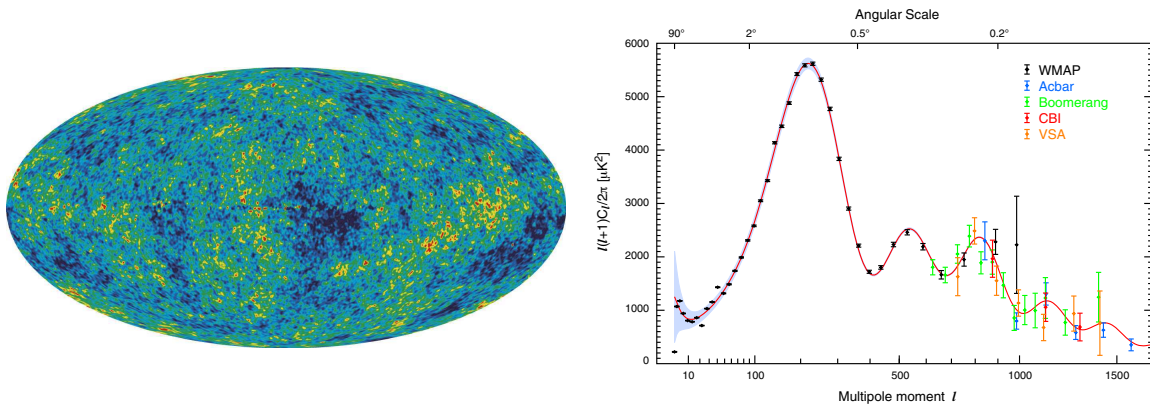 Angular Scale
90° 2° 0.5° 0.2°
6000
5000
4000
3000
2000
1000
0
l(l+1)Cl/2π [μK²]
WMAP
Acbar
Boomerang
CBI
VSA
10 100 500 1000 1500
Multipole moment l